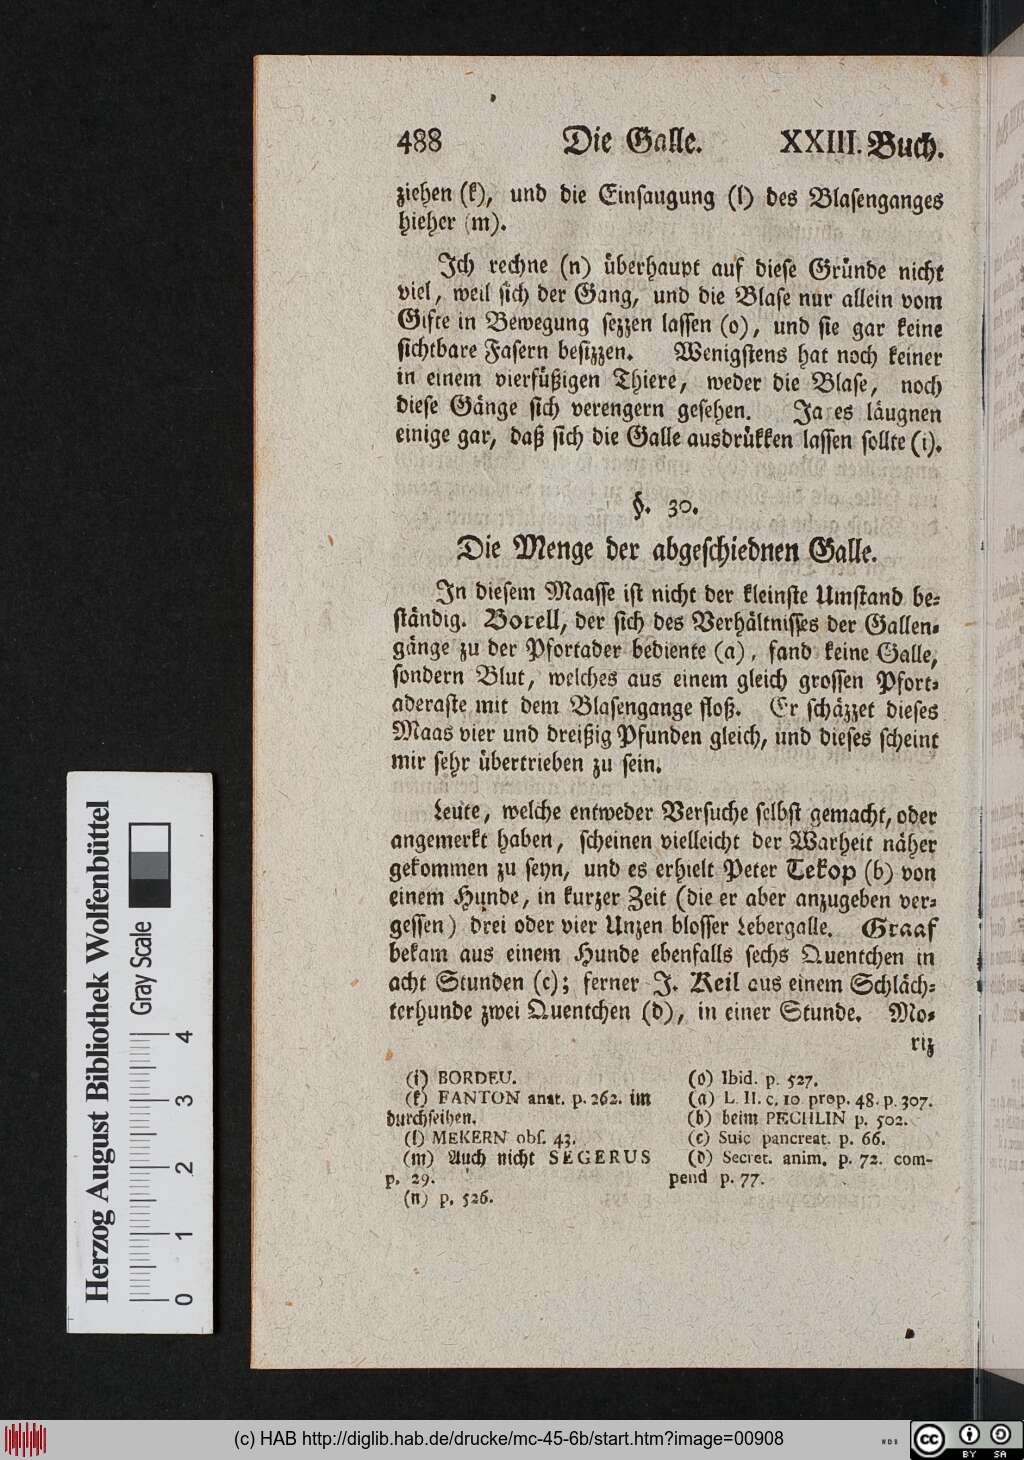 488 Die Galle. XXIII. Buch.
ziehen (k), und die Einsaugung (l) des Blasenganges
hieher (m).
Ich rechne (n) überhaupt auf diese Gründe nicht
viel, weil sich der Gang, und die Blase nur allein vom
Gifte in Bewegung sezzen lassen (o), und sie gar keine
sichtbare Fasern besizzen. Wenigstens hat noch keiner
in einem vierfüßigen Thiere, weder die Blase, noch
diese Gänge sich verengern gesehen. Ja es läugnen
einige gar, daß sich die Galle ausdrükken lassen sollte (i).
§. 30.
Die Menge der abgeschiednen Galle.
In diesem Maasse ist nicht der kleinste Umstand be=
ständig. Borell, der sich des Verhältnisses der Gallen=
gänge zu der Pfortader bediente (a), fand keine Galle,
sondern Blut, welches aus einem gleich grossen Pfort=
aderaste mit dem Blasengange floß. Er schäzzet dieses
Maas vier und dreißig Pfunden gleich, und dieses scheint
mir sehr übertrieben zu sein.
Leute, welche entweder Versuche selbst gemacht, oder
angemerkt haben, scheinen vielleicht der Warheit näher
gekommen zu seyn, und es erhielt Peter Tekop (b) von
einem Hunde, in kurzer Zeit (die er aber anzugeben ver=
gessen) drei oder vier Unzen blosser Lebergalle. Graaf
bekam aus einem Hunde ebenfalls sechs Quentchen in
acht Stunden (c); ferner J. Keil aus einem Schläch=
terhunde zwei Quentchen (d), in einer Stunde. Mo=
riz
(i) BORDEU.
(k) FANTON anat. p. 262. im
durchseihen.
(l) MEKERN obs. 43.
(m) Auch nicht SEGERUS
p. 29.
(n) p. 526.
(o) Ibid. p. 527.
(a) L. II. c. 10 prop. 48. p. 307.
(b) beim PECHLIN p. 502.
(c) Suic pancreat. p. 66.
(d) Secret. anim. p. 72. com-
pend p. 77.
Herzog August Bibliothek Wolfenbüttel
Gray Scale
0 1 2 3 4
(c) HAB http://diglib.hab.de/drucke/mc-45-6b/start.htm?image=00908
cc BY SA